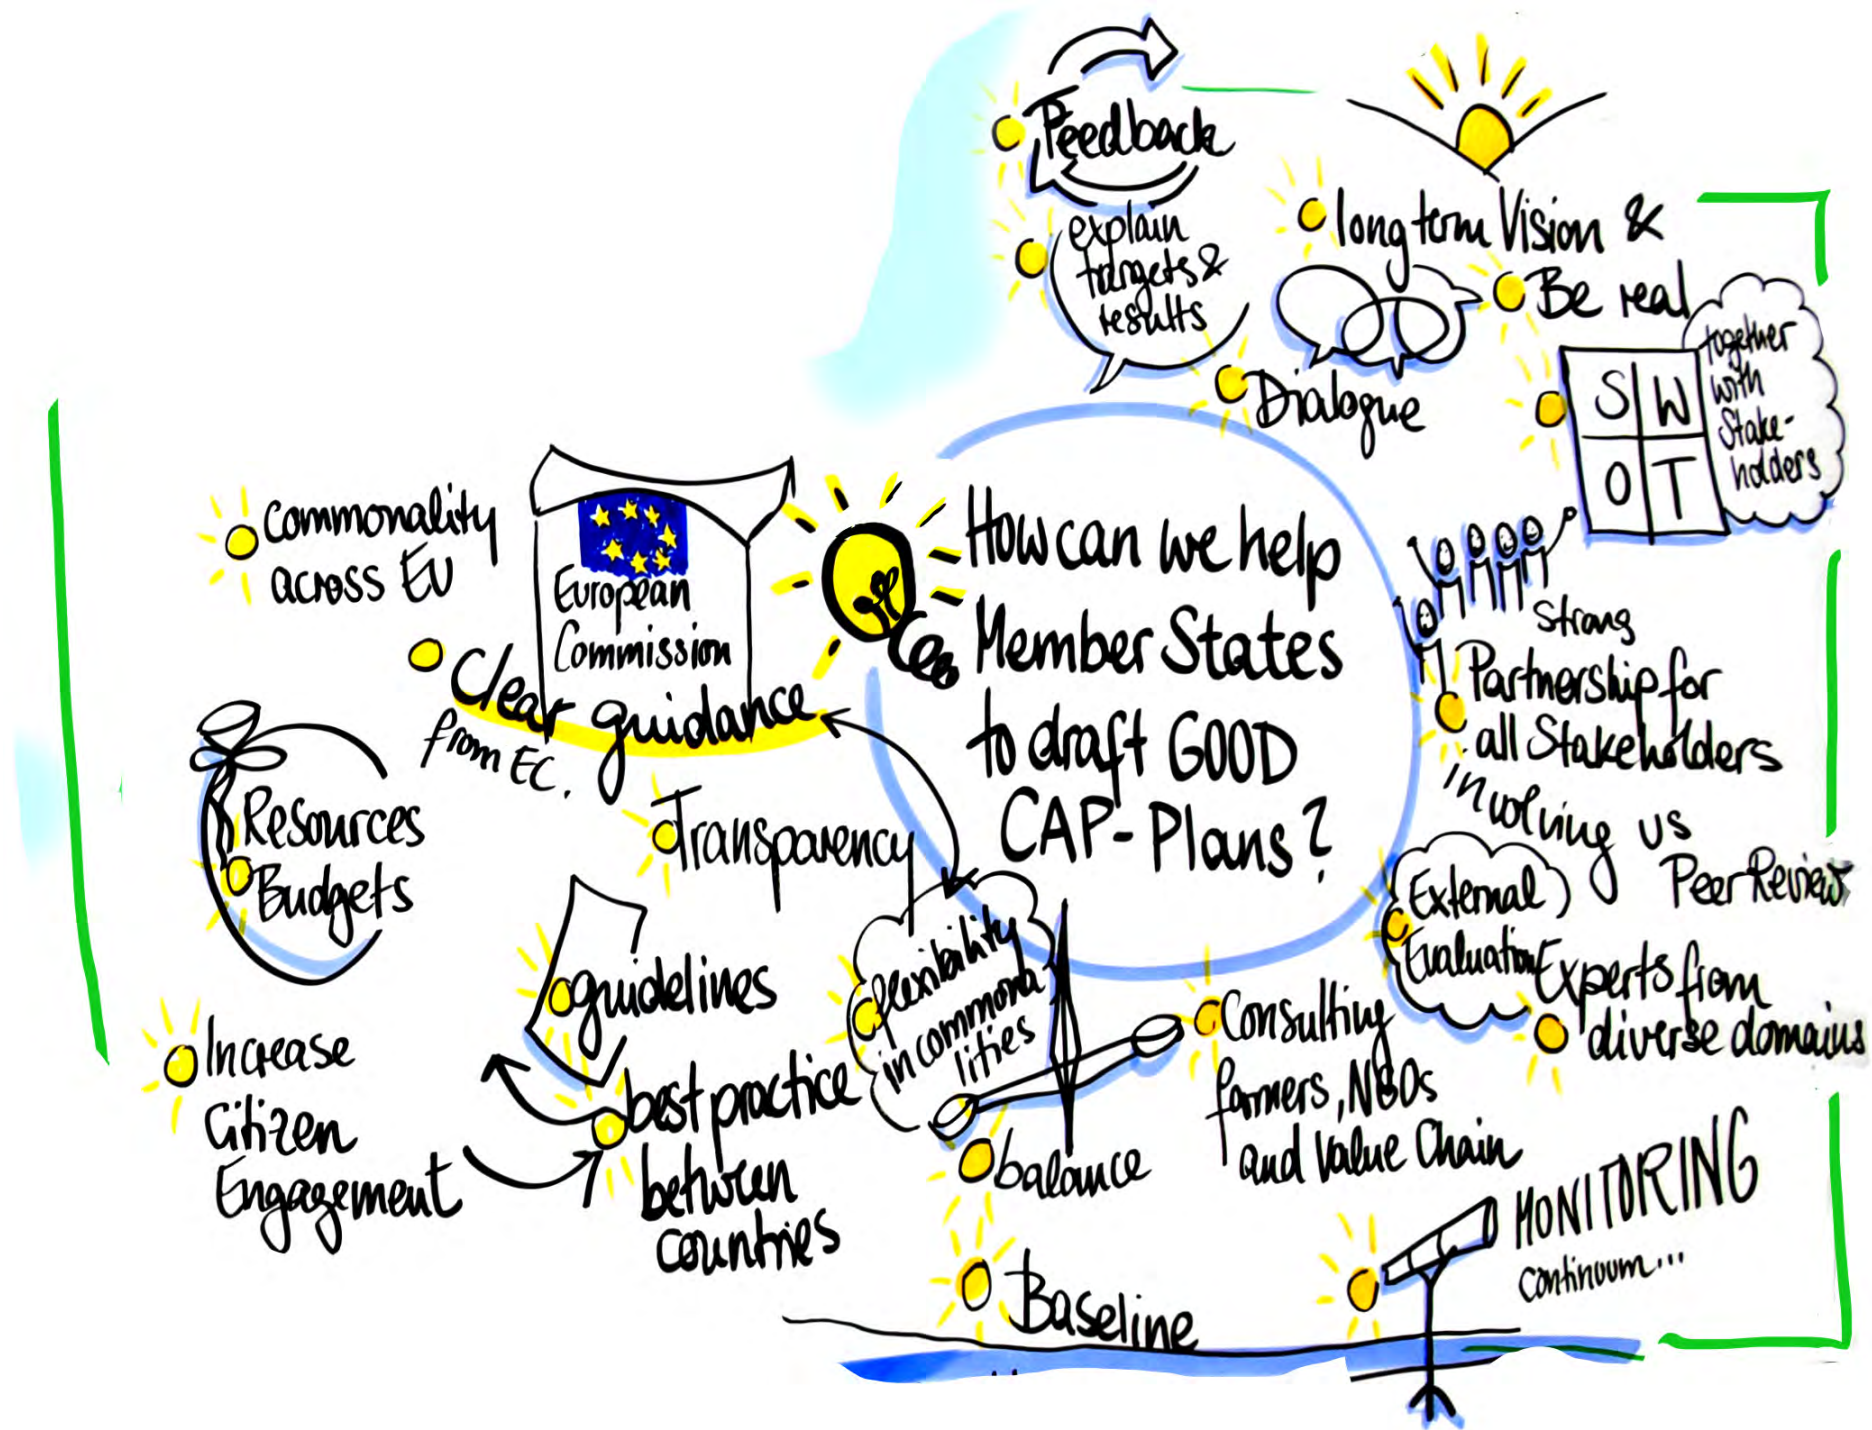 Feedback
explain
targets &
results
long term Vision &
Be real
Dialogue
S W
O T
together
with
Stake-
holders
commonality
across EU
European
Commission
Clear guidance
from EC.
How can we help
Member States
to draft GOOD
CAP-Plans?
Strong
Partnership for
all Stakeholders
involving us
Resources
Budgets
Transparency
External
Evaluation
Peer Review
Experts from
diverse domains
guidelines
flexibility
in commona
lities
Consulting
farmers, NGOs
and Value Chain
Increase
Citizen
Engagement
best practice
between
countries
balance
MONITORING
continuum...
Baseline